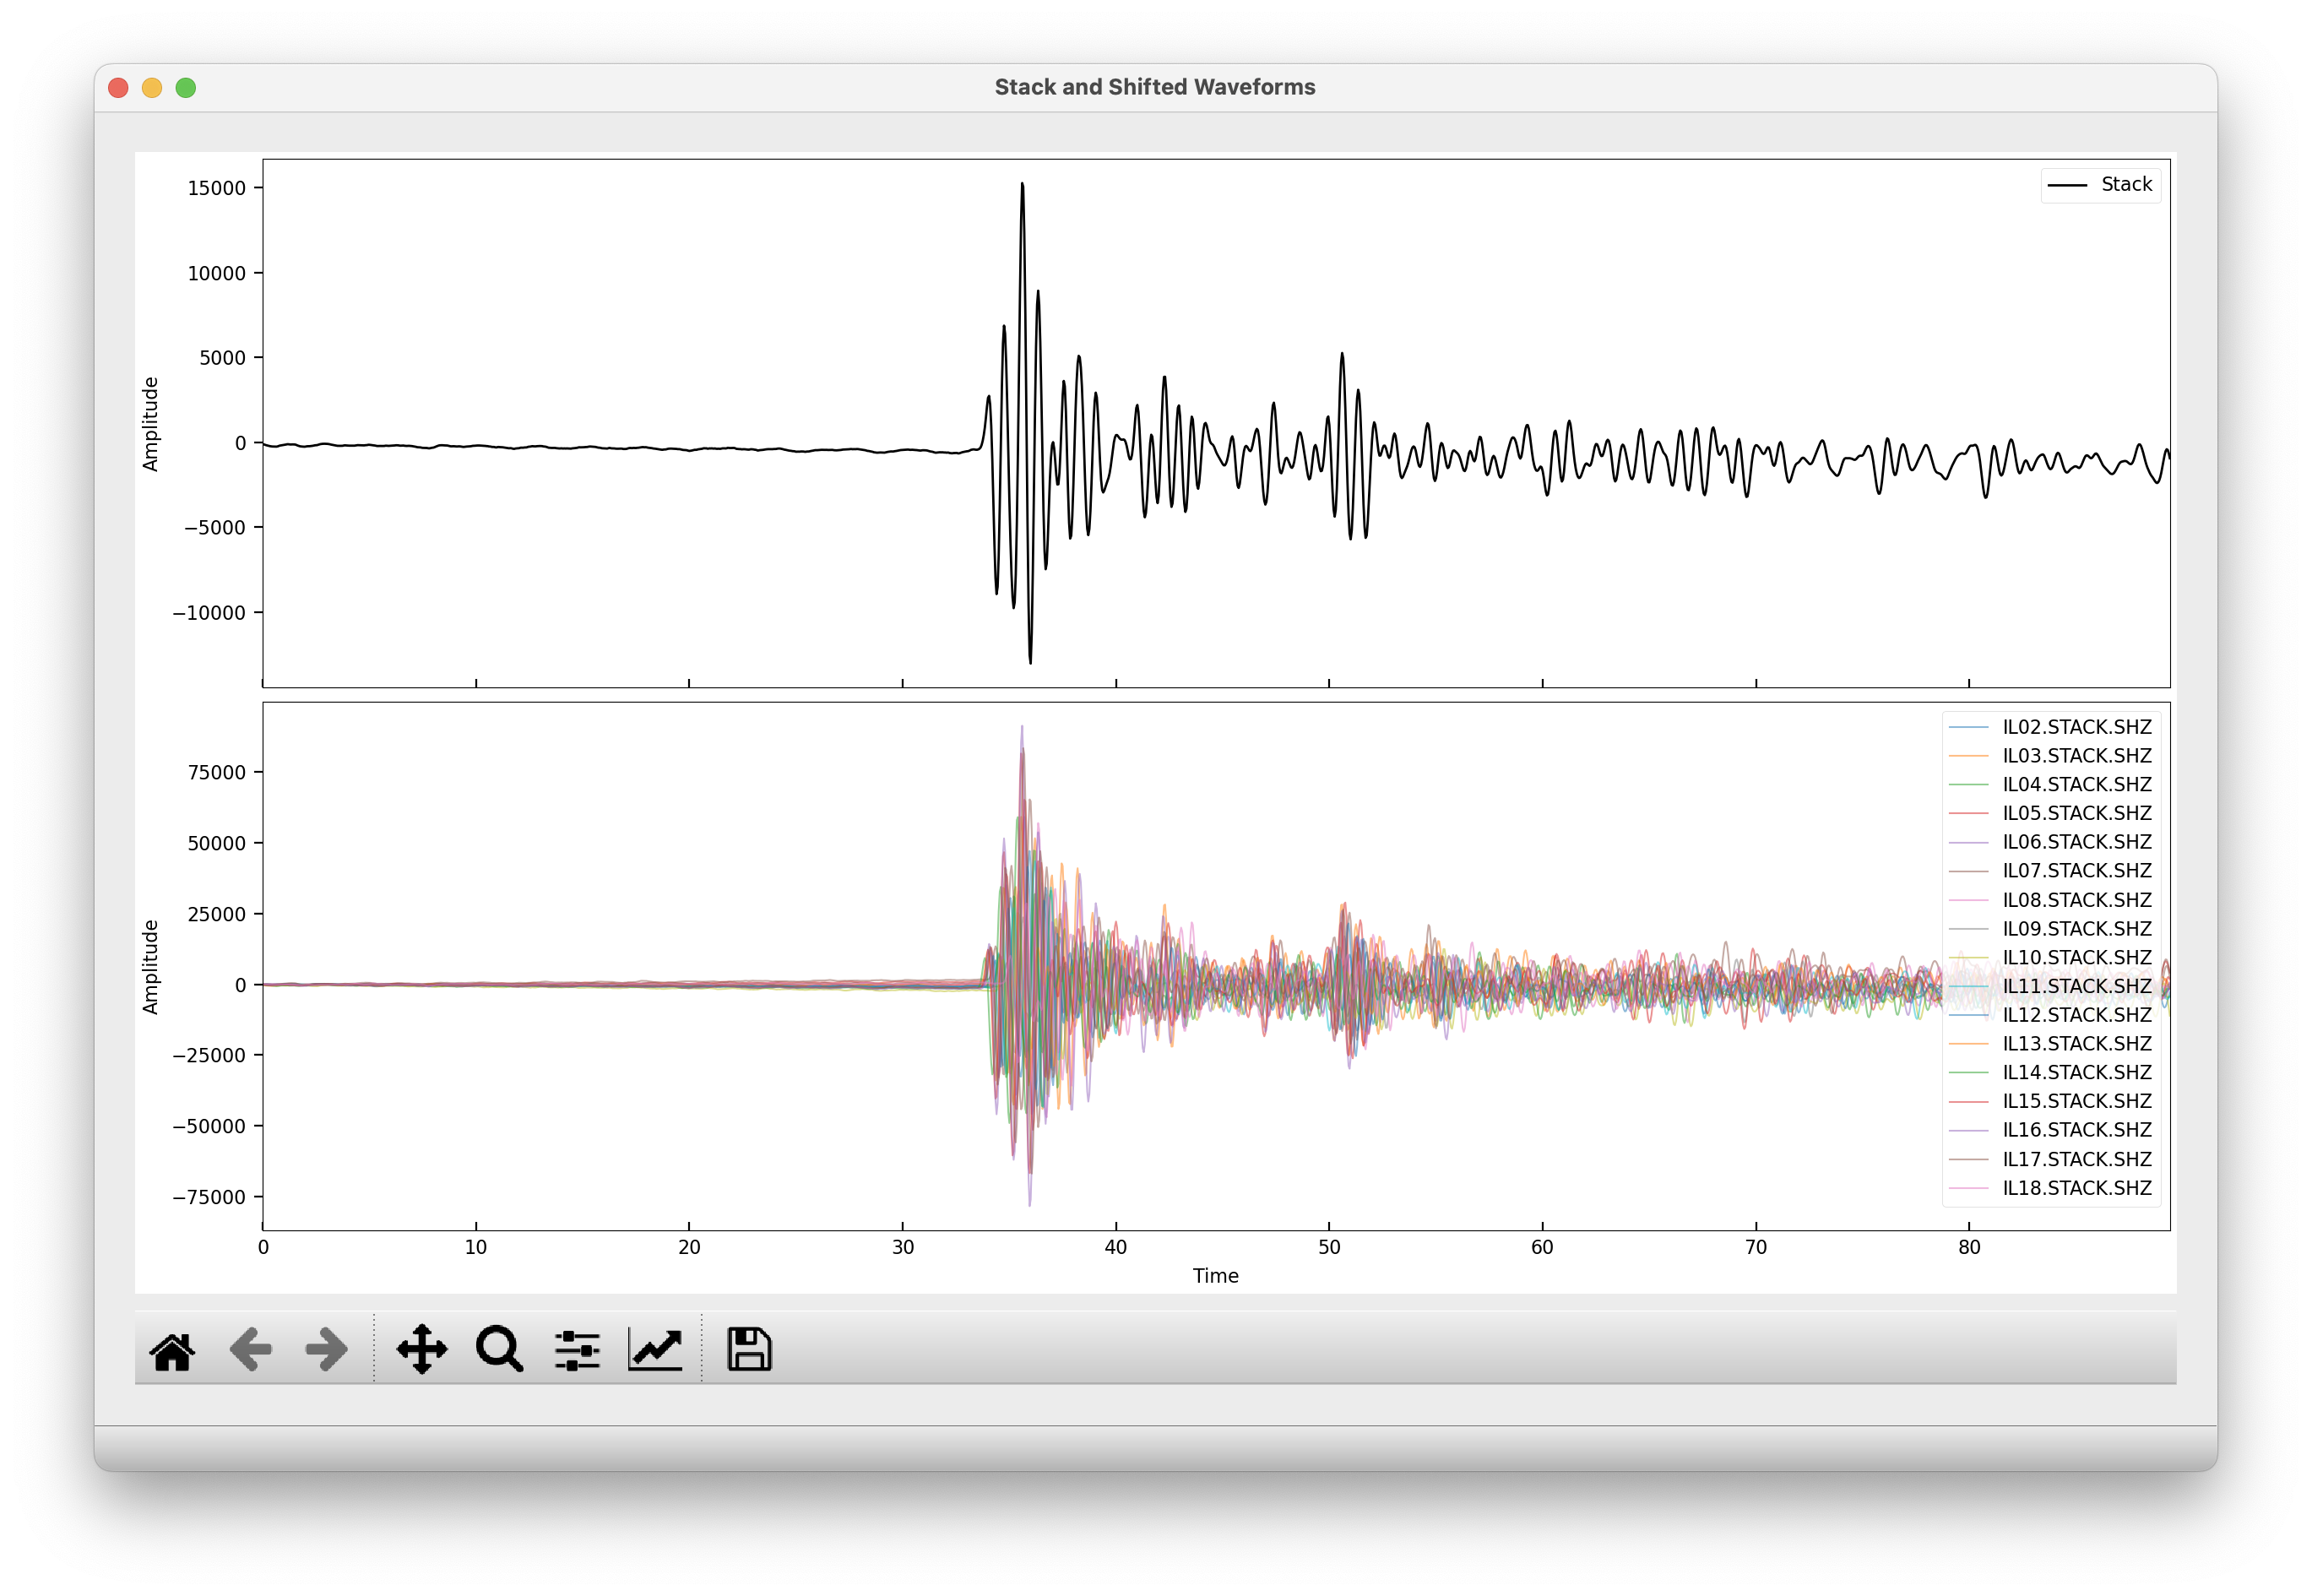 Stack and Shifted Waveforms
Stack
15000
10000
5000
0
−5000
−10000
Amplitude
IL02.STACK.SHZ
IL03.STACK.SHZ
IL04.STACK.SHZ
IL05.STACK.SHZ
IL06.STACK.SHZ
IL07.STACK.SHZ
IL08.STACK.SHZ
IL09.STACK.SHZ
IL10.STACK.SHZ
IL11.STACK.SHZ
IL12.STACK.SHZ
IL13.STACK.SHZ
IL14.STACK.SHZ
IL15.STACK.SHZ
IL16.STACK.SHZ
IL17.STACK.SHZ
IL18.STACK.SHZ
75000
50000
25000
0
−25000
−50000
−75000
Amplitude
0 10 20 30 40 50 60 70 80
Time